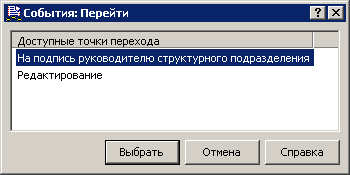 События: Перейти
Доступные точки перехода
На подпись руководителю структурного подразделения
Редактирование
Выбрать
Отмена
Справка